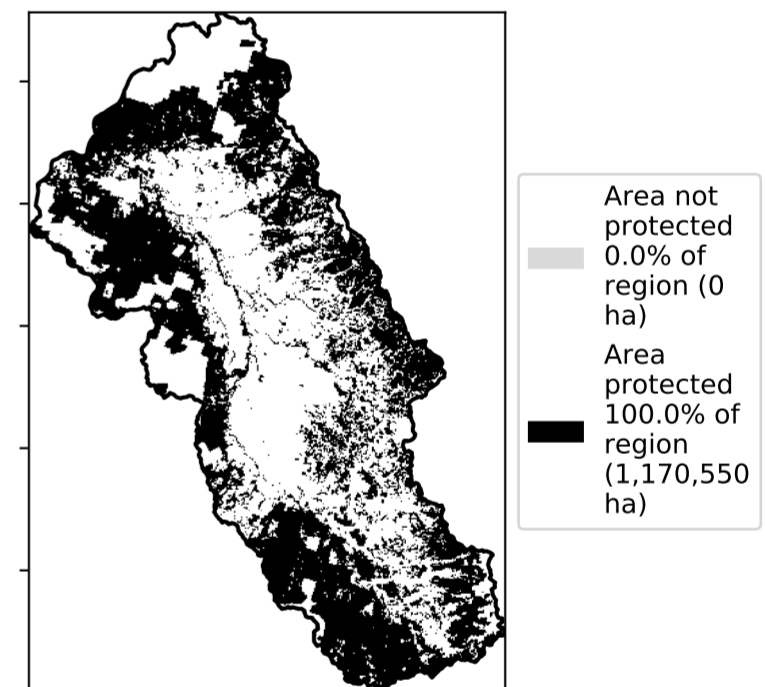 Area not
protected
0.0% of
region (0
ha)
Area
protected
100.0% of
region
(1,170,550
ha)